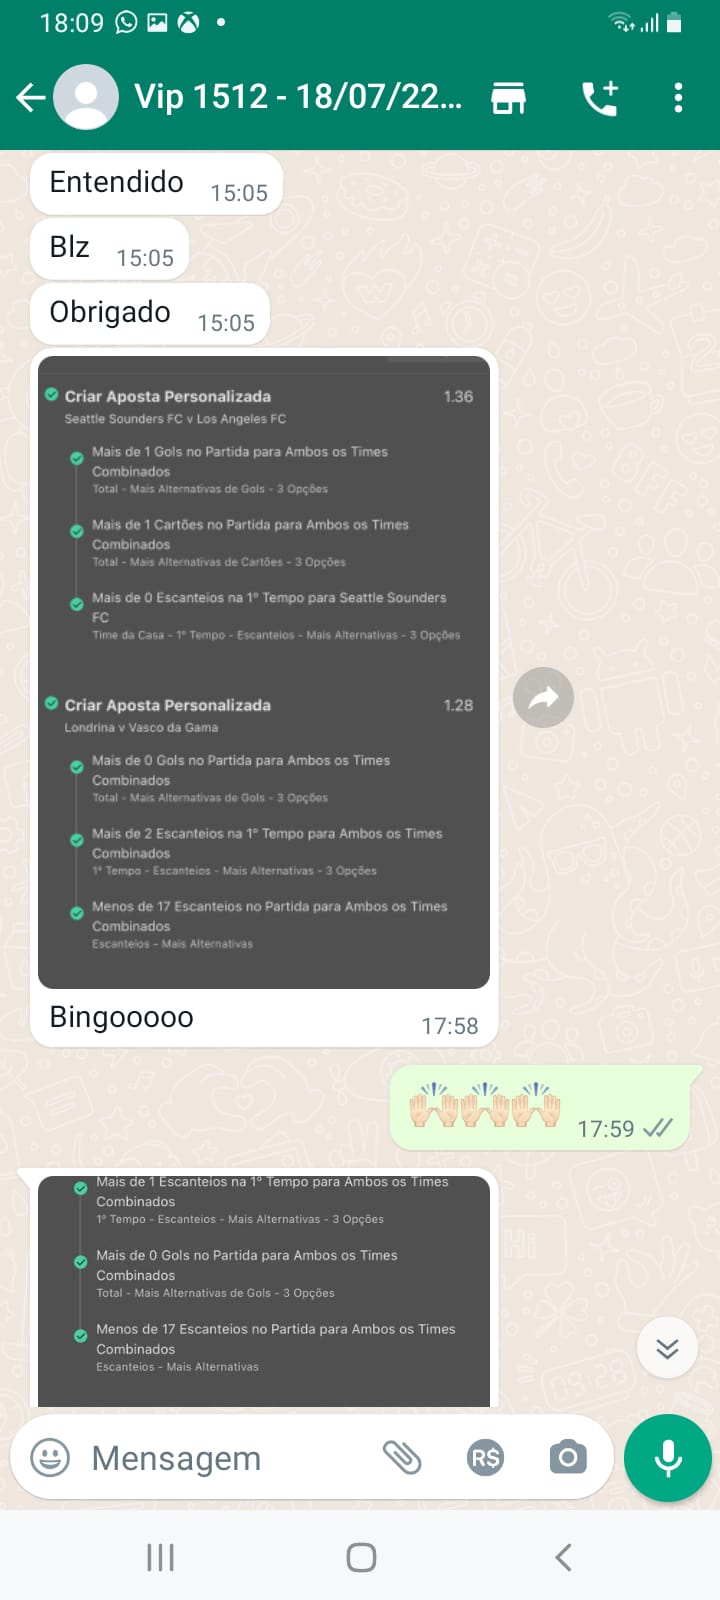 18:09
Vip 1512 - 18/07/22...
Entendido 15:05
Blz 15:05
Obrigado 15:05
Criar Aposta Personalizada 1.36
Seattle Sounders FC v Los Angeles FC
Mais de 1 Gols no Partida para Ambos os Times
Combinados
Total - Mais Alternativas de Gols - 3 Opções
Mais de 1 Cartões no Partida para Ambos os Times
Combinados
Total - Mais Alternativas de Cartões - 3 Opções
Mais de 0 Escanteios na 1º Tempo para Seattle Sounders
FC
Time da Casa - 1º Tempo - Escanteios - Mais Alternativas - 3 Opções
Criar Aposta Personalizada 1.28
Londrina v Vasco da Gama
Mais de 0 Gols no Partida para Ambos os Times
Combinados
Total - Mais Alternativas de Gols - 3 Opções
Mais de 2 Escanteios na 1º Tempo para Ambos os Times
Combinados
1º Tempo - Escanteios - Mais Alternativas - 3 Opções
Menos de 17 Escanteios no Partida para Ambos os Times
Combinados
Escanteios - Mais Alternativas
Bingooooo 17:58
🙌🏻🙌🏻🙌🏻 17:59
Mais de 1 Escanteios na 1º Tempo para Ambos os Times
Combinados
1º Tempo - Escanteios - Mais Alternativas - 3 Opções
Mais de 0 Gols no Partida para Ambos os Times
Combinados
Total - Mais Alternativas de Gols - 3 Opções
Menos de 17 Escanteios no Partida para Ambos os Times
Combinados
Escanteios - Mais Alternativas
Mensagem R$